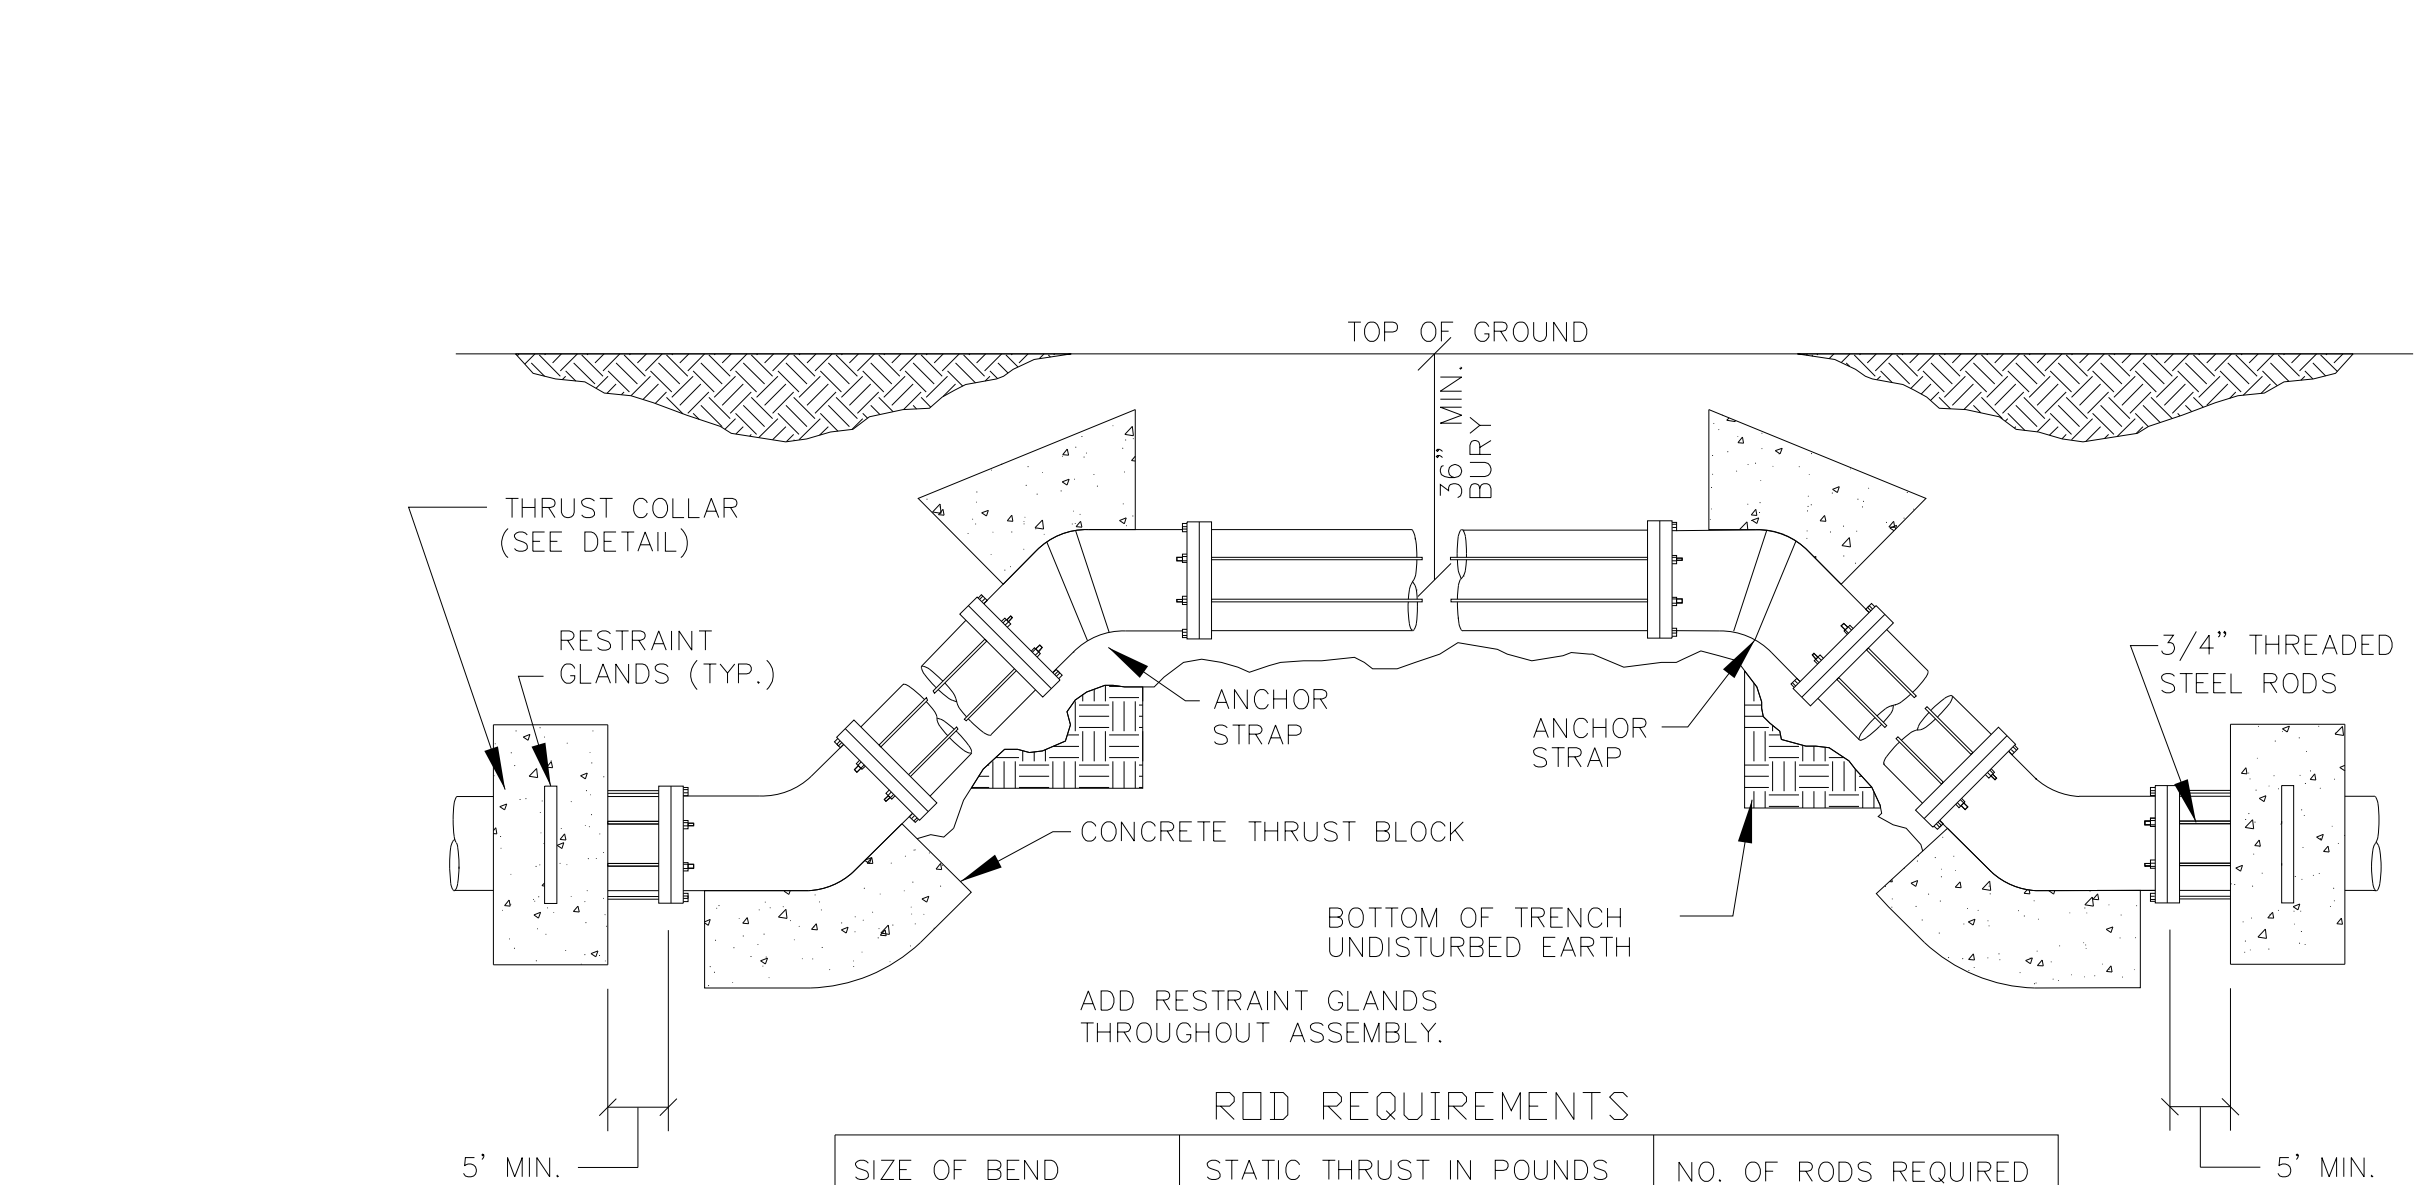 TOP OF GROUND
36" MIN.
BURY
THRUST COLLAR
(SEE DETAIL)
RESTRAINT
GLANDS (TYP.)
3/4" THREADED
STEEL RODS
ANCHOR
STRAP
ANCHOR
STRAP
CONCRETE THRUST BLOCK
BOTTOM OF TRENCH
UNDISTURBED EARTH
ADD RESTRAINT GLANDS
THROUGHOUT ASSEMBLY.
ROD REQUIREMENTS
5' MIN.
SIZE OF BEND
STATIC THRUST IN POUNDS
NO. OF RODS REQUIRED
5' MIN.